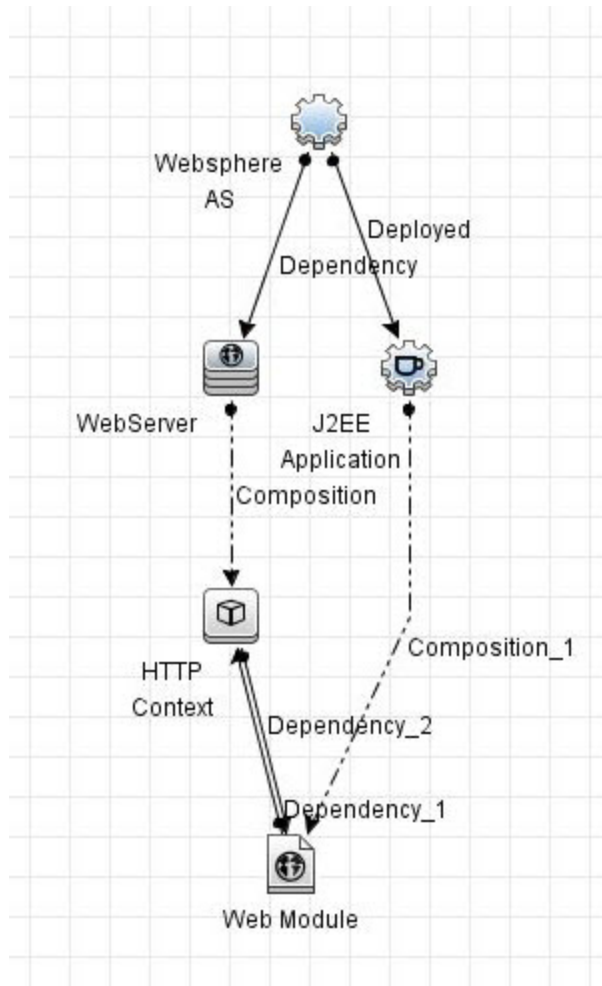 Websphere
AS
Deployed
Dependency
WebServer
J2EE
Application
Composition
HTTP
Context
Composition_1
Dependency_2
Dependency_1
Web Module